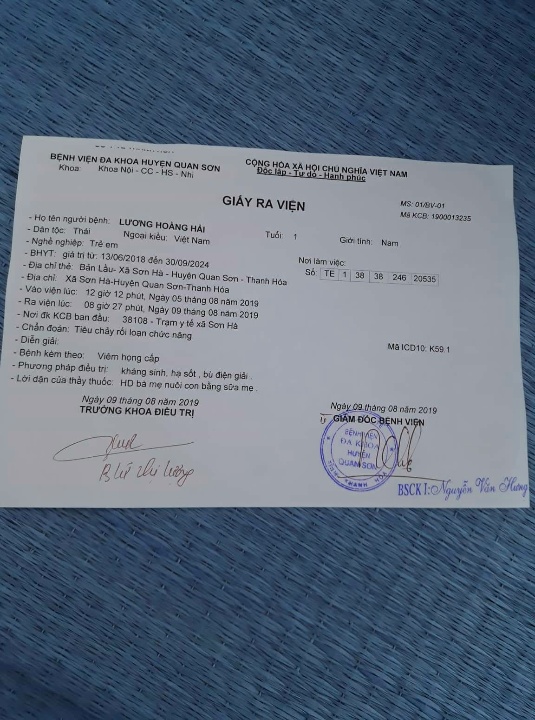 BỆNH VIỆN ĐA KHOA HUYỆN QUAN SƠN
Khoa: Khoa Nội - CC - HS - Nhi
CỘNG HÒA XÃ HỘI CHỦ NGHĨA VIỆT NAM
Độc lập - Tự do - Hạnh phúc
GIẤY RA VIỆN
MS: 01/BV-01
Mã KCB: 1900013235
- Họ tên người bệnh: LƯƠNG HOÀNG HẢI Tuổi: 1 Giới tính: Nam
- Dân tộc: Thái Ngoại kiều: Việt Nam
- Nghề nghiệp: Trẻ em Nơi làm việc:
- BHYT: giá trị từ: 13/06/2018 đến 30/09/2024 Số: TE 1 38 38 246 20535
- Địa chỉ thẻ: Bản Lầu- Xã Sơn Hà - Huyện Quan Sơn - Thanh Hóa
- Địa chỉ: Xã Sơn Hà-Huyện Quan Sơn-Thanh Hóa
- Vào viện lúc: 12 giờ 12 phút, Ngày 05 tháng 08 năm 2019
- Ra viện lúc: 08 giờ 27 phút, Ngày 09 tháng 08 năm 2019
- Nơi đk KCB ban đầu: 38108 - Trạm y tế xã Sơn Hà
- Chẩn đoán: Tiêu chảy rối loạn chức năng Mã ICD10: K59.1
- Diễn giải:
- Bệnh kèm theo: Viêm họng cấp
- Phương pháp điều trị: kháng sinh, hạ sốt , bù điện giải .
- Lời dặn của thầy thuốc: HD bà mẹ nuôi con bằng sữa mẹ .
Ngày 09 tháng 08 năm 2019
TRƯỞNG KHOA ĐIỀU TRỊ
Ngày 09 tháng 08 năm 2019
GIÁM ĐỐC BỆNH VIỆN
BỆNH VIỆN
ĐA KHOA
HUYỆN
QUAN SƠN
BSCK I: Nguyễn Văn Hưng